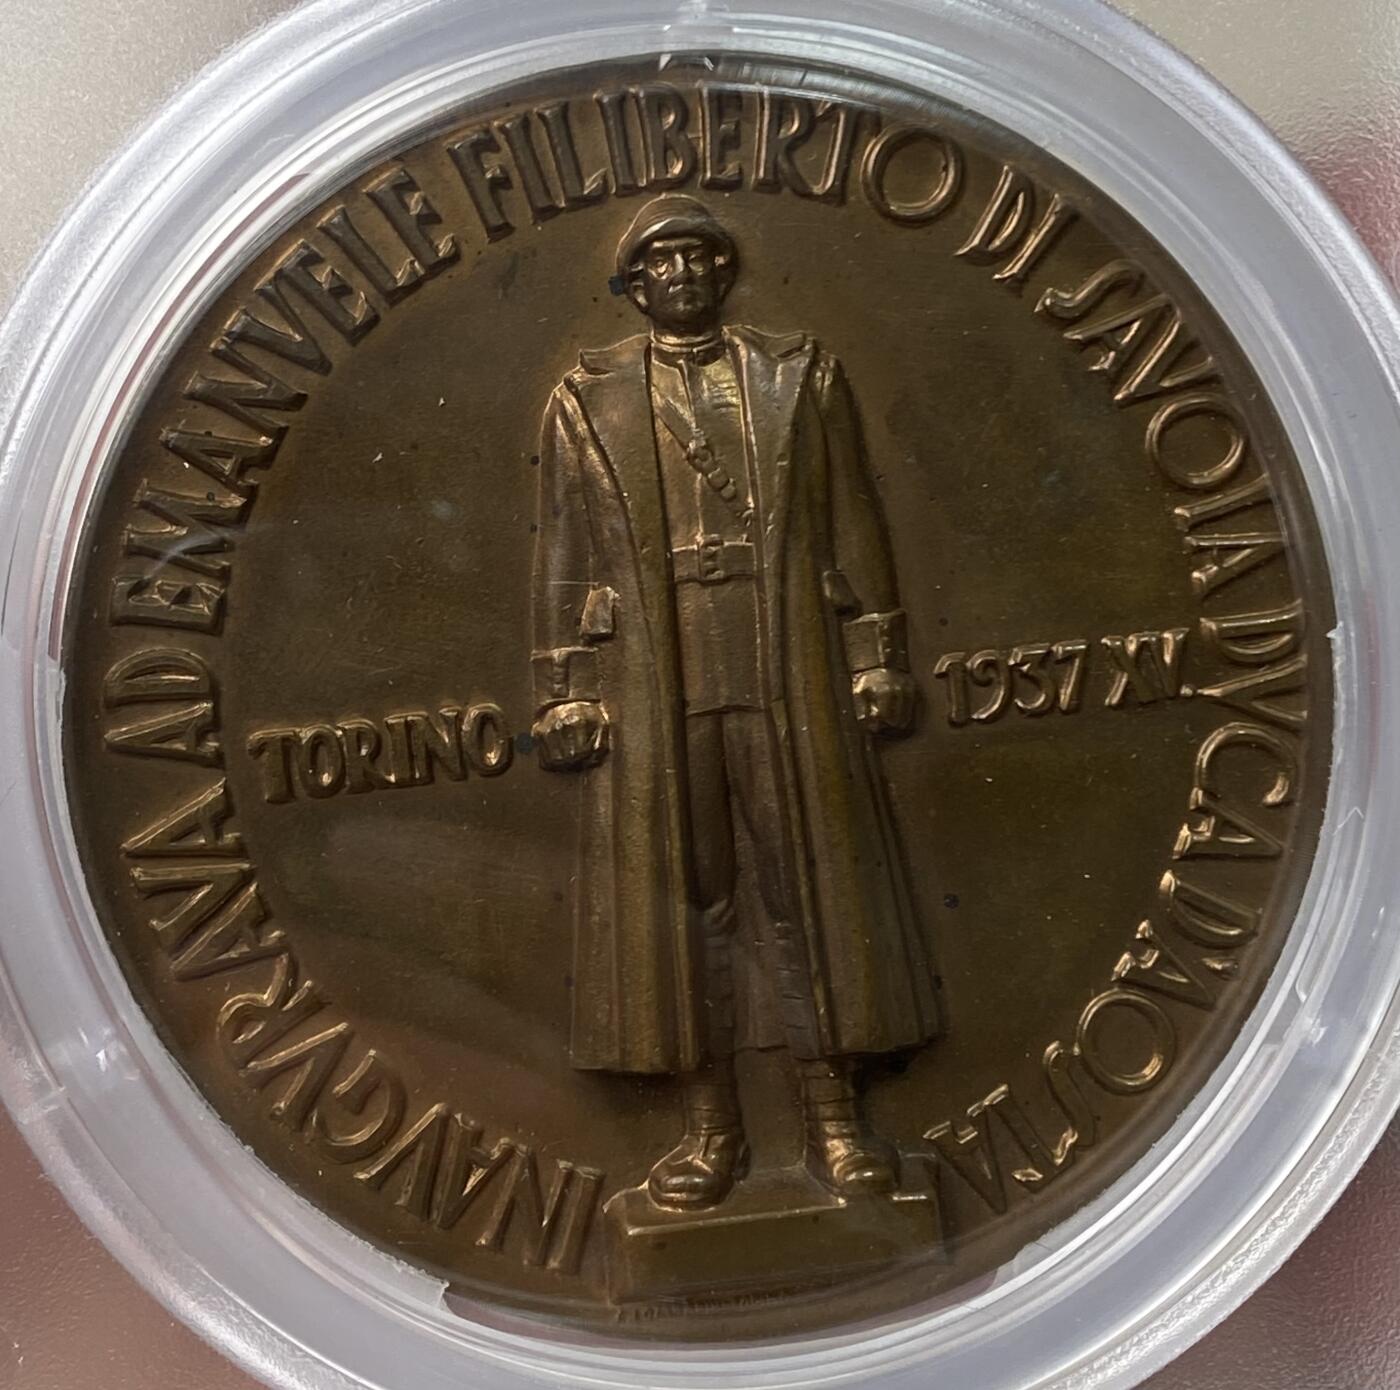 INAVGVRAVA AD EMANVELE FILIBERTO DI SAVOIA DVCA D'AOSTA
TORINO 1937 XV.